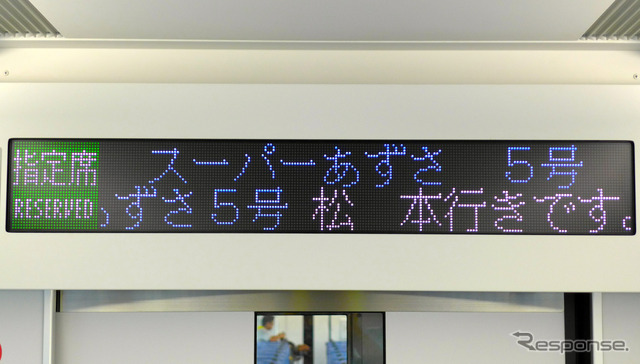 指定席 スーパーあずさ 5号
RESERVED ずさ5号 松 本行きです。
Response.